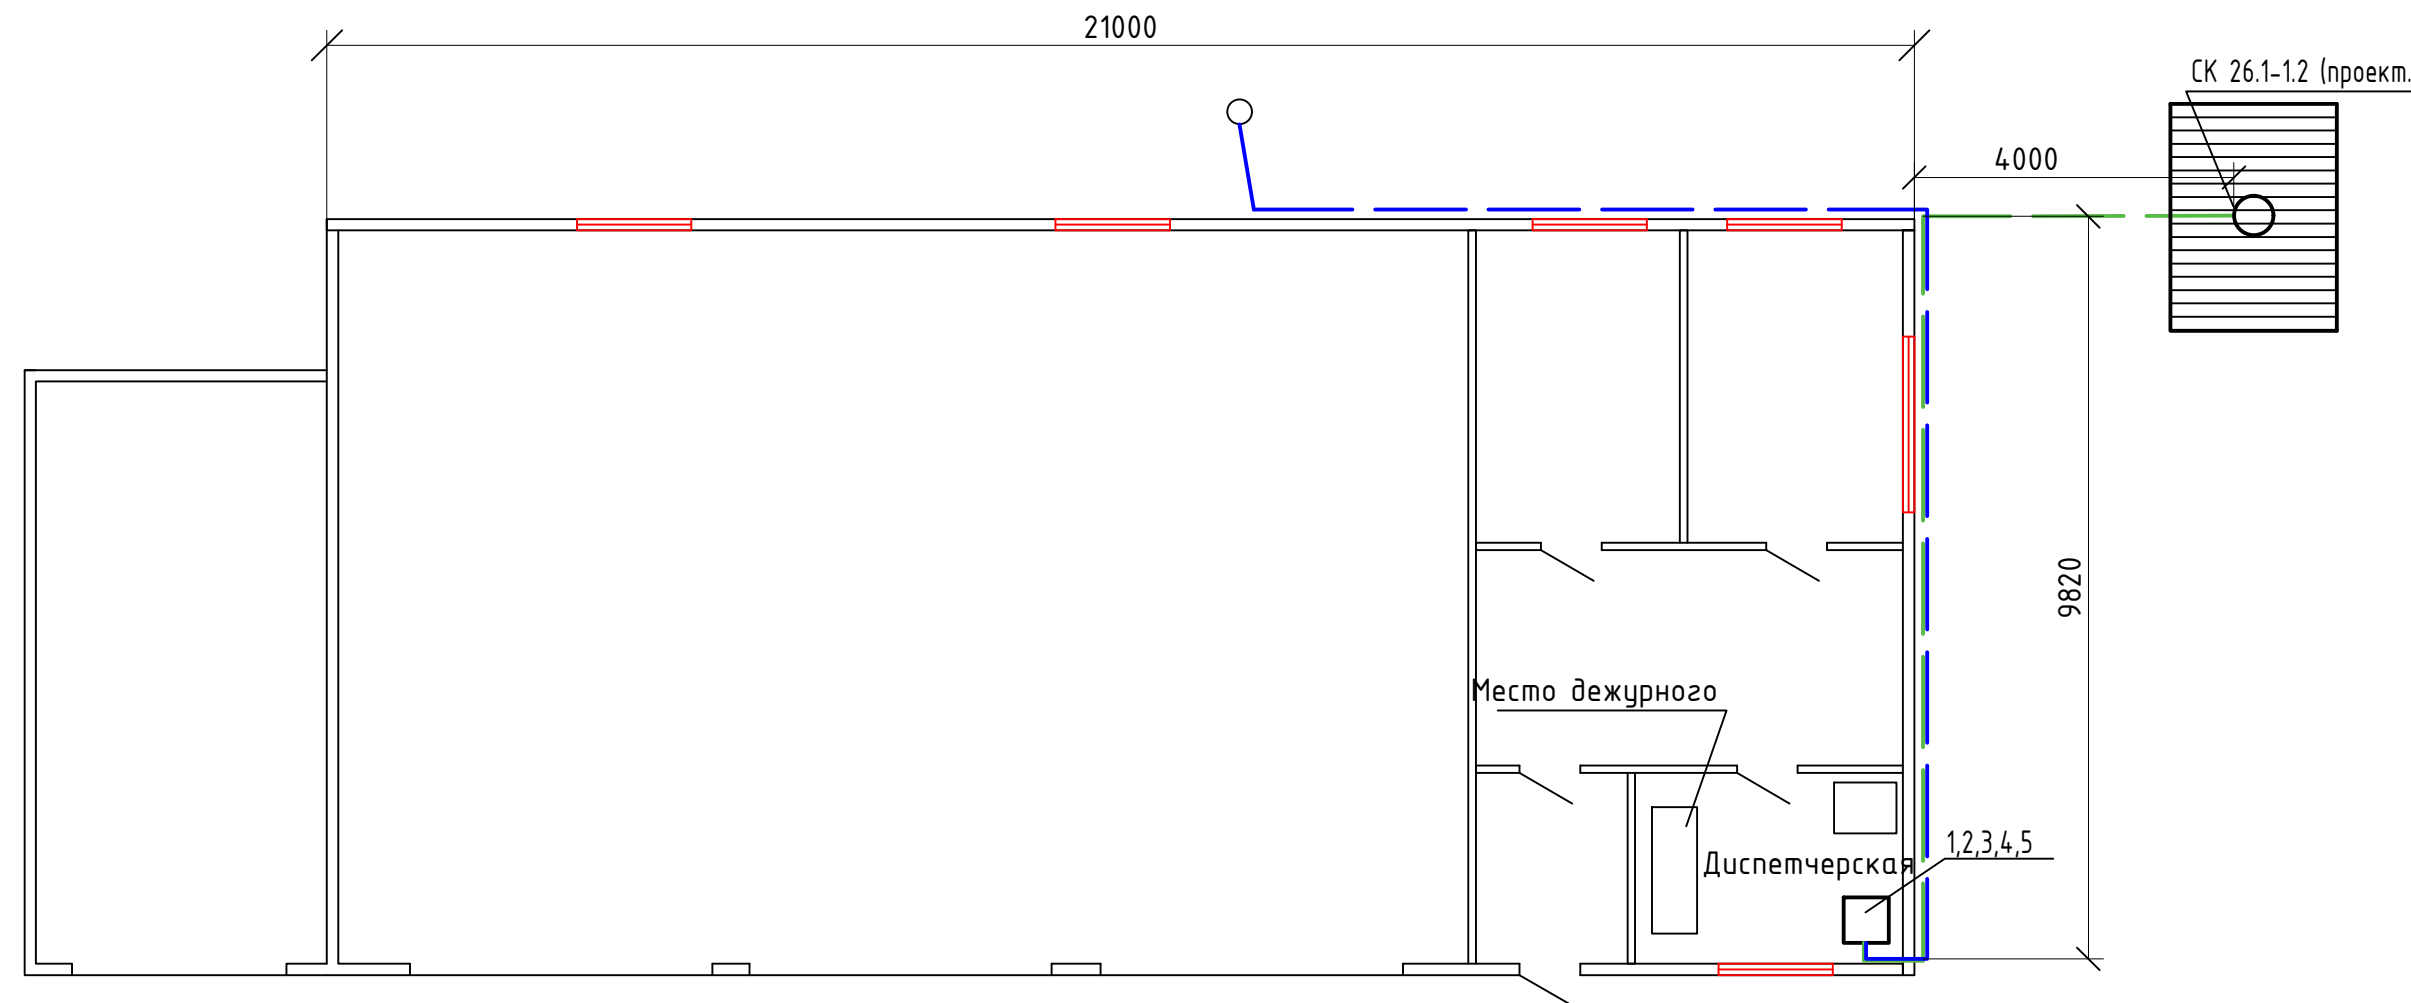 21000
СК 26.1-1.2 (проект.
4000
9820
Место дежурного
1,2,3,4,5
Диспетчерская